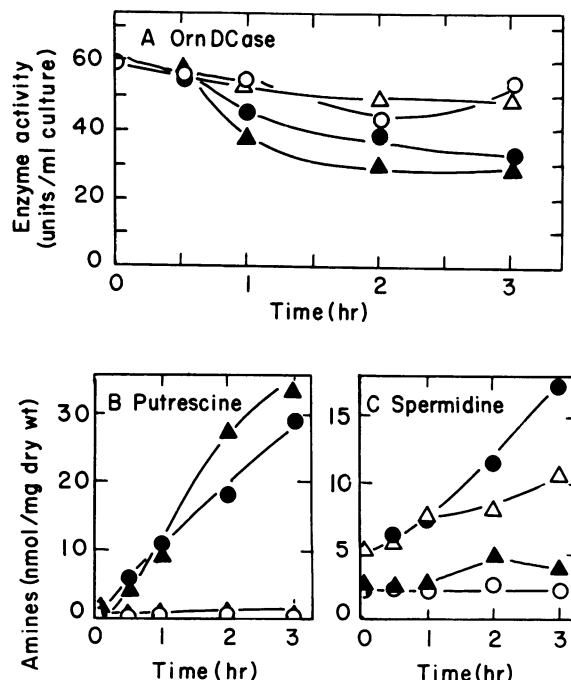 A OrnDCase
Enzyme activity
(units/ml culture)
60
40
20
0
0 1 2 3
Time (hr)
B Putrescine
Amines (nmol/mg dry wt)
30
20
10
0
0 1 2 3
Time (hr)
C Spermidine
15
10
5
0
0 1 2 3
Time (hr)